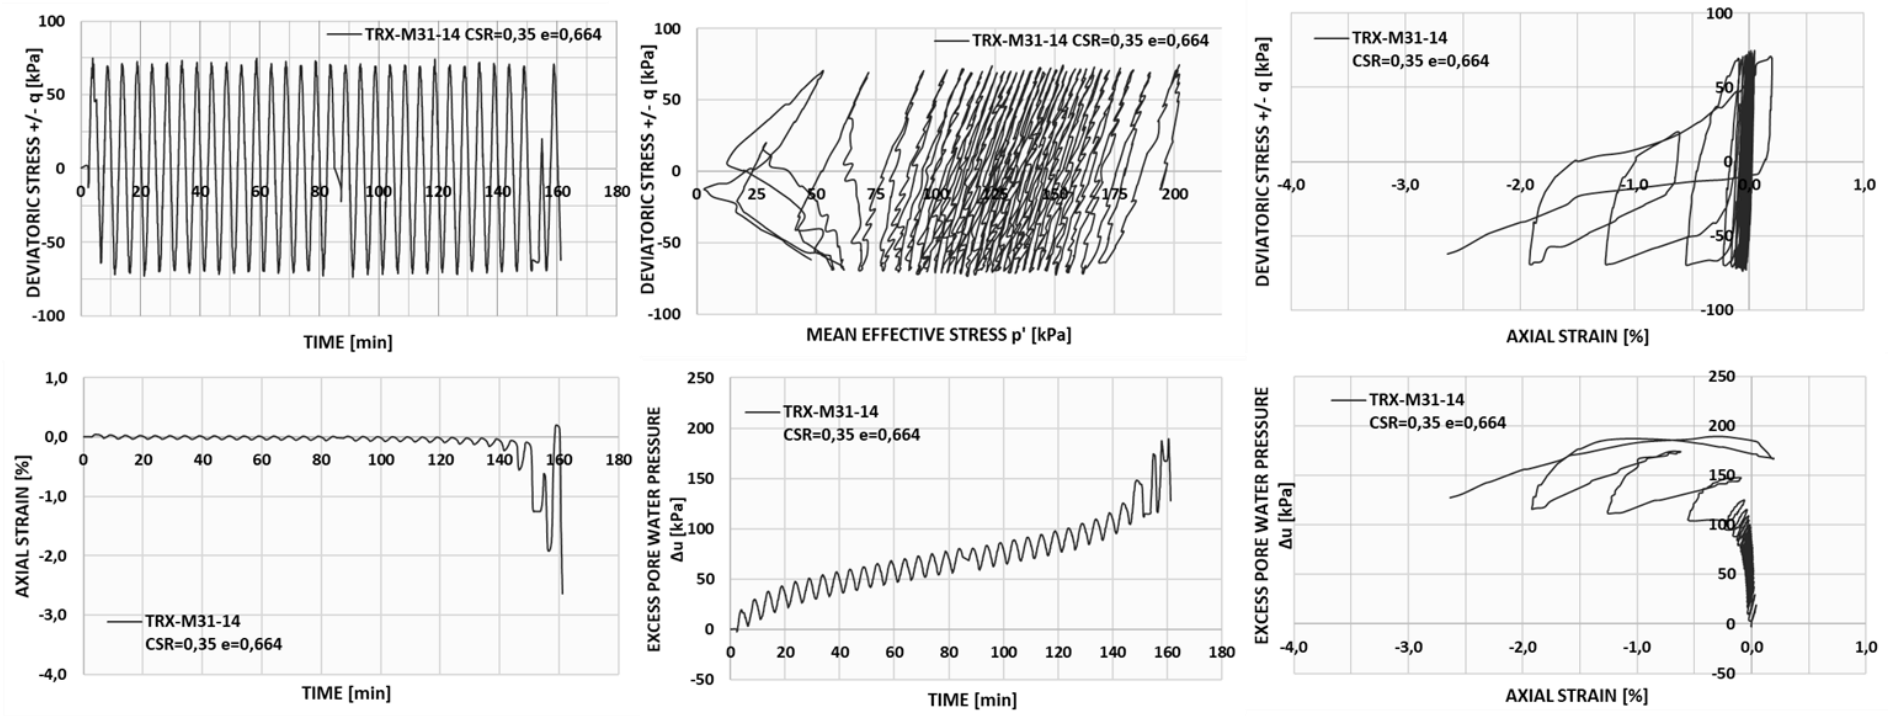 DEVIATORIC STRESS +/- q [kPa]
100
50
0
-50
-100
TRX-M31-14 CSR=0,35 e=0,664
0 20 40 60 80 100 120 140 160 180
TIME [min]
DEVIATORIC STRESS +/- q [kPa]
100
50
0
-50
-100
TRX-M31-14 CSR=0,35 e=0,664
0 25 50 75 100 125 150 175 200
MEAN EFFECTIVE STRESS p' [kPa]
DEVIATORIC STRESS +/- q [kPa]
TRX-M31-14
CSR=0,35 e=0,664
100
50
0
-50
-100
-4,0 -3,0 -2,0 -1,0 0,0 1,0
AXIAL STRAIN [%]
AXIAL STRAIN [%]
1,0
0,0
-1,0
-2,0
-3,0
-4,0
0 20 40 60 80 100 120 140 160 180
TRX-M31-14
CSR=0,35 e=0,664
TIME [min]
EXCESS PORE WATER PRESSURE
Δu [kPa]
250
200
150
100
50
0
-50
TRX-M31-14
CSR=0,35 e=0,664
0 20 40 60 80 100 120 140 160 180
TIME [min]
EXCESS PORE WATER PRESSURE
Δu [kPa]
TRX-M31-14
CSR=0,35 e=0,664
250
200
150
100
50
0
-50
-4,0 -3,0 -2,0 -1,0 0,0 1,0
AXIAL STRAIN [%]